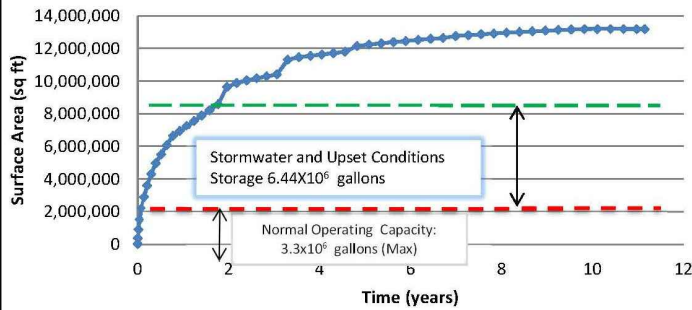 Surface Area (sq ft)
14,000,000
12,000,000
10,000,000
8,000,000
6,000,000
4,000,000
2,000,000
0
Stormwater and Upset Conditions
Storage 6.44X10⁶ gallons
Normal Operating Capacity:
3.3x10⁶ gallons (Max)
0 2 4 6 8 10 12
Time (years)